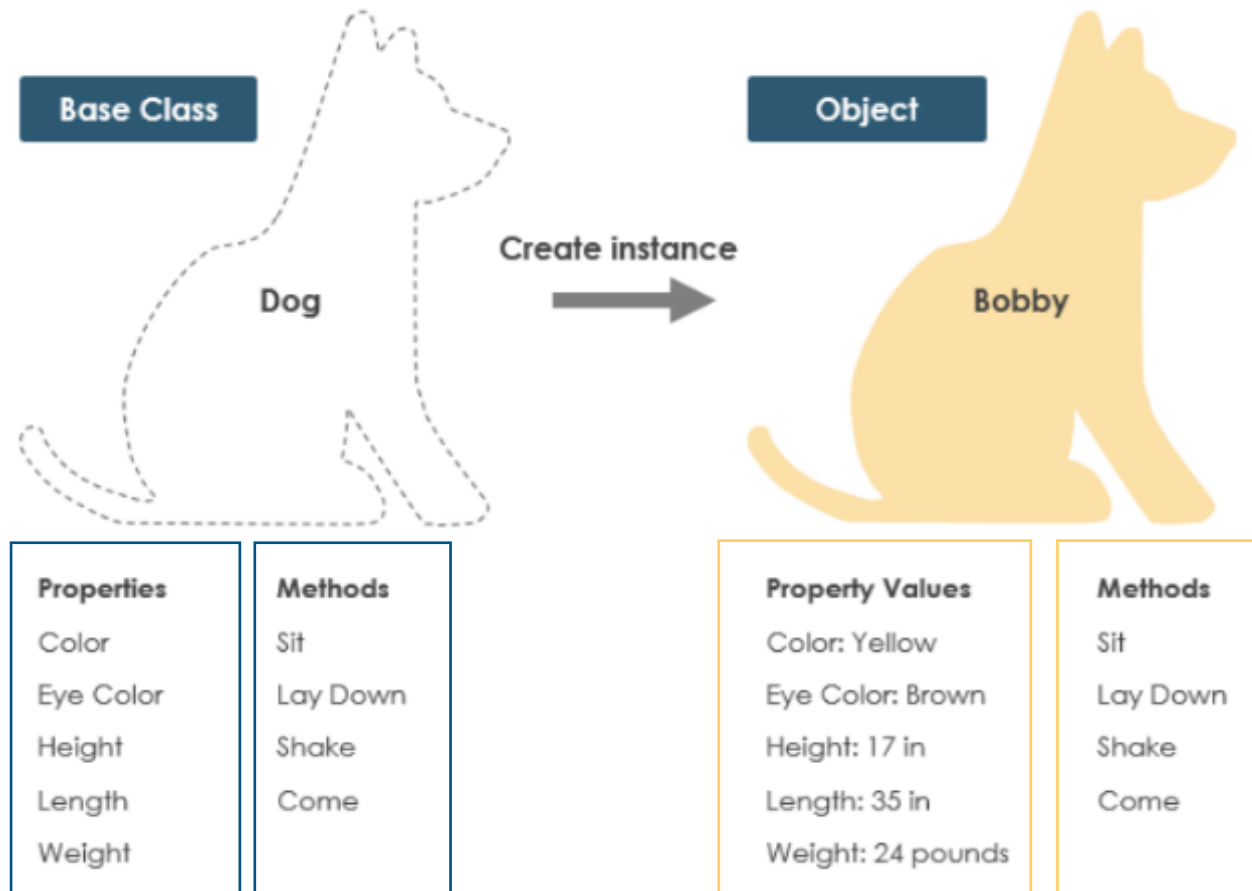 Base Class
Object
Create instance
Dog
Bobby
Properties
Color
Eye Color
Height
Length
Weight
Methods
Sit
Lay Down
Shake
Come
Property Values
Color: Yellow
Eye Color: Brown
Height: 17 in
Length: 35 in
Weight: 24 pounds
Methods
Sit
Lay Down
Shake
Come